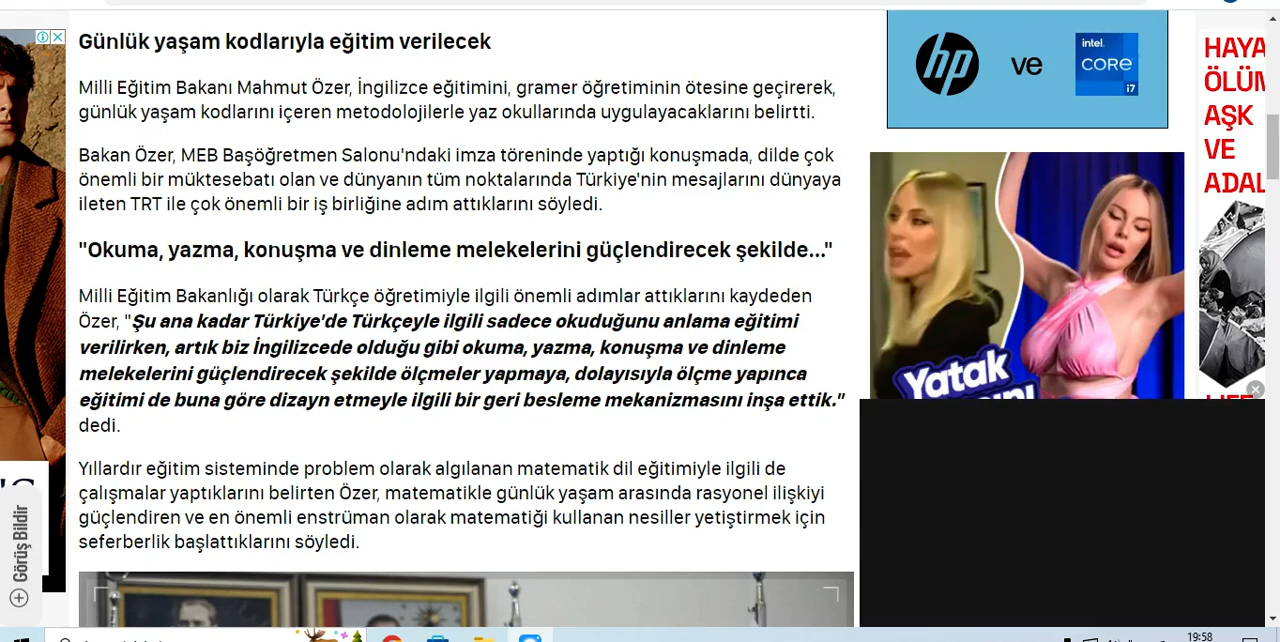 Günlük yaşam kodlarıyla eğitim verilecek
Milli Eğitim Bakanı Mahmut Özer, İngilizce eğitimini, gramer öğretiminin ötesine geçirerek,
günlük yaşam kodlarını içeren metodolojilerle yaz okullarında uygulayacaklarını belirtti.
Bakan Özer, MEB Başöğretmen Salonu'ndaki imza töreninde yaptığı konuşmada, dilde çok
önemli bir müktesebatı olan ve dünyanın tüm noktalarında Türkiye'nin mesajlarını dünyaya
ileten TRT ile çok önemli bir iş birliğine adım attıklarını söyledi.
"Okuma, yazma, konuşma ve dinleme melekelerini güçlendirecek şekilde..."
Milli Eğitim Bakanlığı olarak Türkçe öğretimiyle ilgili önemli adımlar attıklarını kaydeden
Özer, "Şu ana kadar Türkiye'de Türkçeyle ilgili sadece okuduğunu anlama eğitimi
verilirken, artık biz İngilizcede olduğu gibi okuma, yazma, konuşma ve dinleme
melekelerini güçlendirecek şekilde ölçmeler yapmaya, dolayısıyla ölçme yapınca
eğitimi de buna göre dizayn etmeyle ilgili bir geri besleme mekanizmasını inşa ettik."
dedi.
Yıllardır eğitim sisteminde problem olarak algılanan matematik dil eğitimiyle ilgili de
çalışmalar yaptıklarını belirten Özer, matematikle günlük yaşam arasında rasyonel ilişkiyi
güçlendiren ve en önemli enstrüman olarak matematiği kullanan nesiller yetiştirmek için
seferberlik başlattıklarını söyledi.
Görüş Bildir
hp ve intel. CORE i7
Yatak
HAYA
ÖLÜM
AŞK
VE
ADAL
19:58